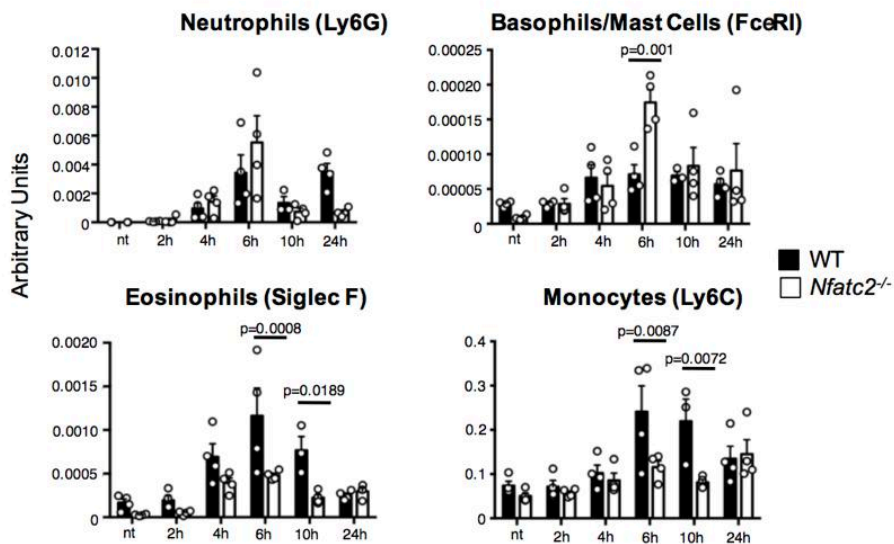 Neutrophils (Ly6G)
Basophils/Mast Cells (FceRI)
Arbitrary Units
0.012
0.010
0.008
0.006
0.004
0.002
0
nt 2h 4h 6h 10h 24h
0.00025
0.00020
0.00015
0.00010
0.00005
0
p=0.001
nt 2h 4h 6h 10h 24h
WT
Nfatc2-/-
Eosinophils (Siglec F)
Monocytes (Ly6C)
0.0020
0.0015
0.0010
0.0005
0
p=0.0008
p=0.0189
nt 2h 4h 6h 10h 24h
0.4
0.3
0.2
0.1
0
p=0.0087
p=0.0072
nt 2h 4h 6h 10h 24h